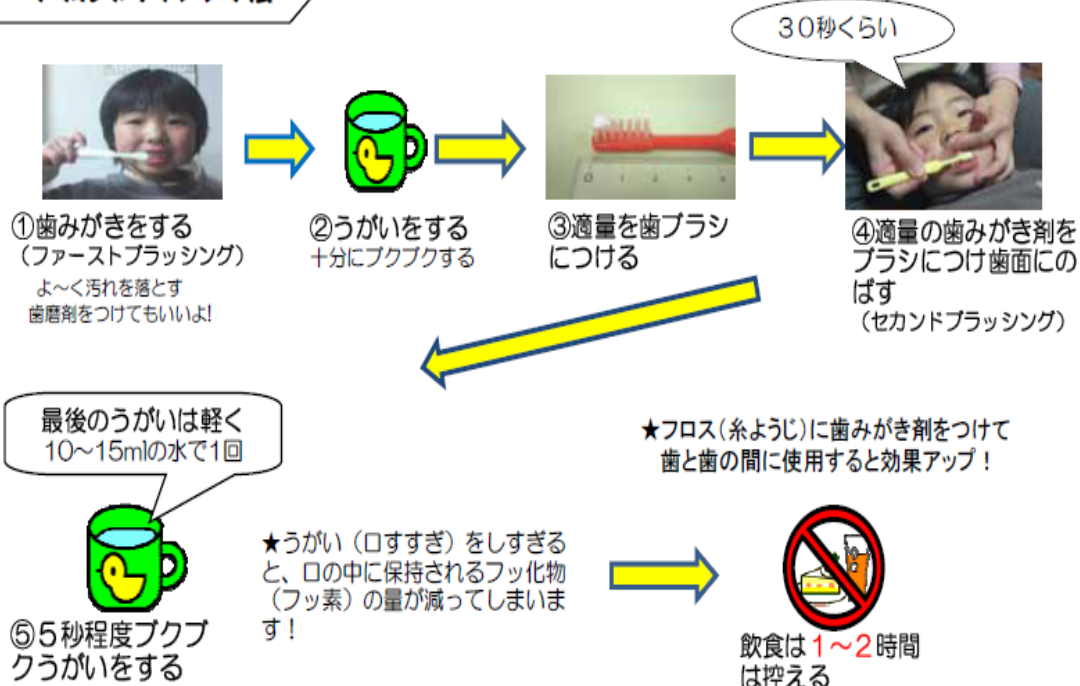 30秒くらい
①歯みがきをする
（ファーストブラッシング）
よ～く汚れを落とす
歯磨剤をつけてもいいよ!
②うがいをする
十分にブクブクする
③適量を歯ブラシ
につける
④適量の歯みがき剤を
ブラシにつけ歯面にの
ばす
（セカンドブラッシング）
最後のうがいは軽く
10～15mlの水で1回
⑤５秒程度ブクブ
クうがいをする
★うがい（口すすぎ）をしすぎる
と、口の中に保持されるフッ化物
（フッ素）の量が減ってしまいま
す！
★フロス（糸ようじ）に歯みがき剤をつけて
歯と歯の間に使用すると効果アップ！
飲食は１～２時間
は控える